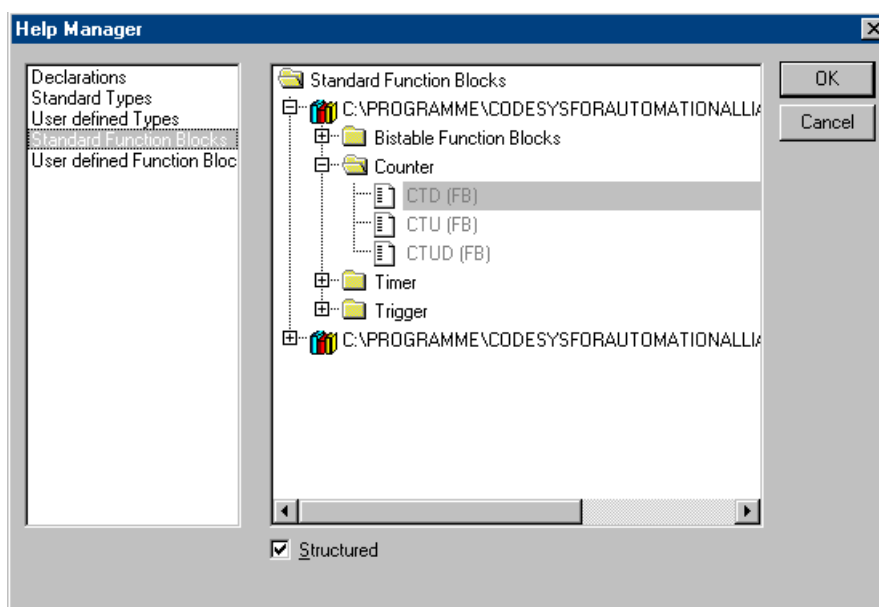 Help Manager
Declarations
Standard Types
User defined Types
Standard Function Blocks
User defined Function Bloc
Standard Function Blocks
C:\PROGRAMME\CODESYSFORAUTOMATIONALLIA
Bistable Function Blocks
Counter
CTD (FB)
CTU (FB)
CTUD (FB)
Timer
Trigger
C:\PROGRAMME\CODESYSFORAUTOMATIONALLIA
OK
Cancel
Structured